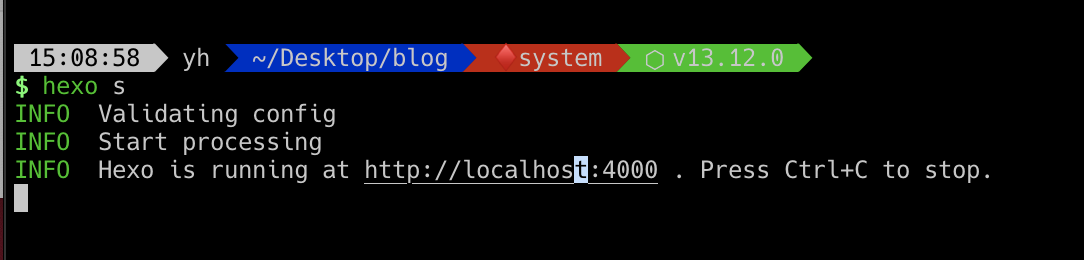 15:08:58 yh ~/Desktop/blog system v13.12.0
$ hexo s
INFO  Validating config
INFO  Start processing
INFO  Hexo is running at http://localhost:4000 . Press Ctrl+C to stop.